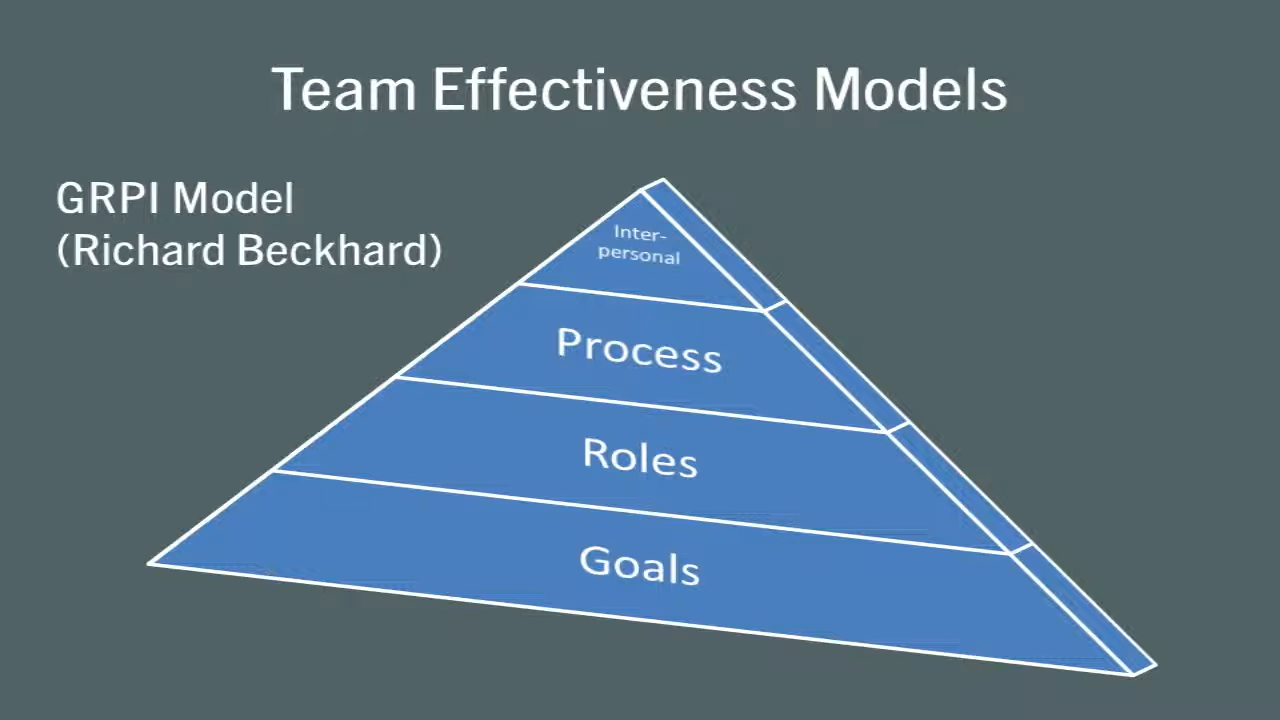 Team Effectiveness Models
GRPI Model
(Richard Beckhard)
Inter-
personal
Process
Roles
Goals